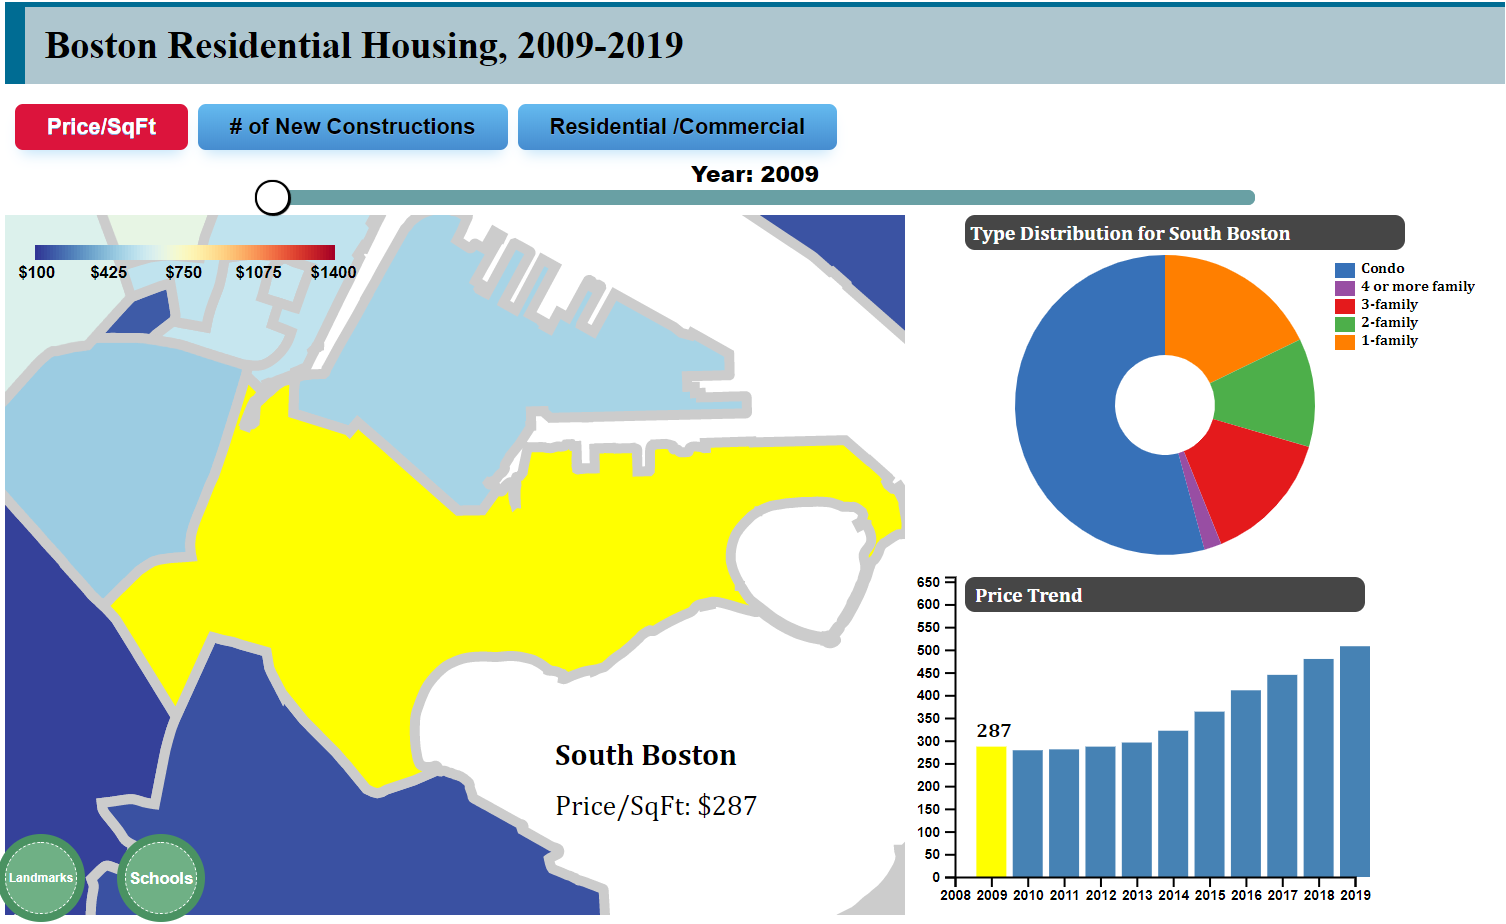 Boston Residential Housing, 2009-2019
Price/SqFt
# of New Constructions
Residential /Commercial
Year: 2009
$100 $425 $750 $1075 $1400
Type Distribution for South Boston
Condo
4 or more family
3-family
2-family
1-family
South Boston
Price/SqFt: $287
Landmarks
Schools
Price Trend
650
600
550
500
450
400
350
300
250
200
150
100
50
0
287
2008 2009 2010 2011 2012 2013 2014 2015 2016 2017 2018 2019